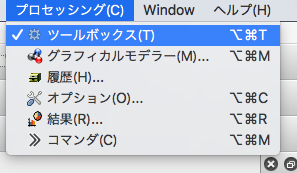 プロセッシング(C) Window ヘルプ(H)
✓ ツールボックス(T) ⌥⌘T
グラフィカルモデラー(M)... ⌥⌘M
履歴(H)...
オプション(O)... ⌥⌘C
結果(R)... ⌥⌘R
コマンダ(C) ⌥⌘M